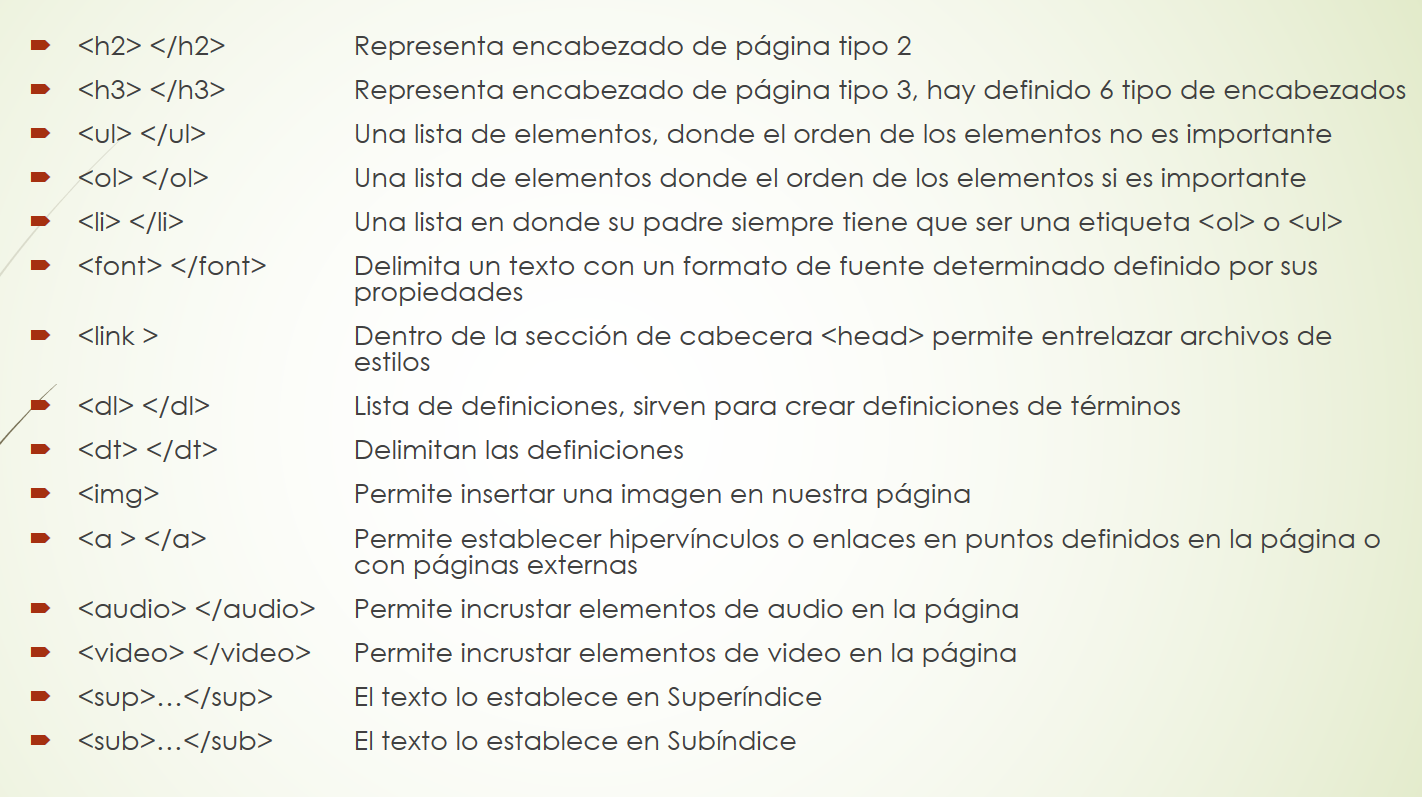 <h2> </h2> Representa encabezado de página tipo 2
<h3> </h3> Representa encabezado de página tipo 3, hay definido 6 tipo de encabezados
<ul> </ul> Una lista de elementos, donde el orden de los elementos no es importante
<ol> </ol> Una lista de elementos donde el orden de los elementos si es importante
<li> </li> Una lista en donde su padre siempre tiene que ser una etiqueta <ol> o <ul>
<font> </font> Delimita un texto con un formato de fuente determinado definido por sus
propiedades
<link > Dentro de la sección de cabecera <head> permite entrelazar archivos de
estilos
<dl> </dl> Lista de definiciones, sirven para crear definiciones de términos
<dt> </dt> Delimitan las definiciones
<img> Permite insertar una imagen en nuestra página
<a > </a> Permite establecer hipervínculos o enlaces en puntos definidos en la página o
con páginas externas
<audio> </audio> Permite incrustar elementos de audio en la página
<video> </video> Permite incrustar elementos de video en la página
<sup>…</sup> El texto lo establece en Superíndice
<sub>…</sub> El texto lo establece en Subíndice